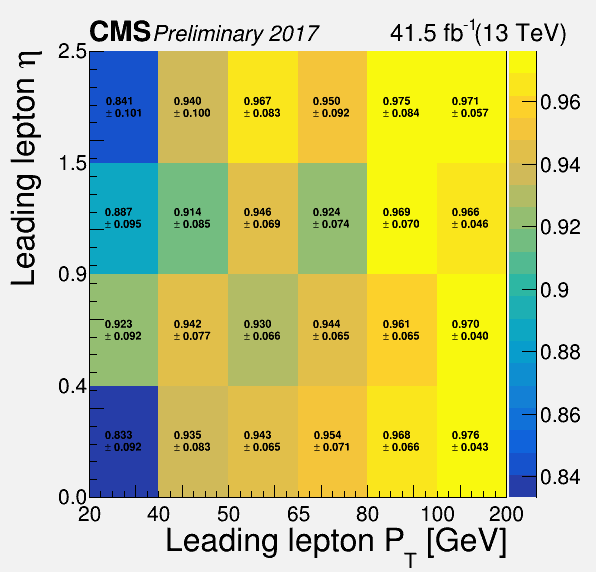 CMS Preliminary 2017 41.5 fb⁻¹(13 TeV)
Leading lepton η
2.5
0.841 0.940 0.967 0.950 0.975 0.971
± 0.101 ± 0.100 ± 0.083 ± 0.092 ± 0.084 ± 0.057
0.96
1.5
0.94
0.887 0.914 0.946 0.924 0.969 0.966
± 0.095 ± 0.085 ± 0.069 ± 0.074 ± 0.070 ± 0.046
0.92
0.9
0.9
0.923 0.942 0.930 0.944 0.961 0.970
± 0.092 ± 0.077 ± 0.066 ± 0.065 ± 0.065 ± 0.040
0.88
0.4
0.86
0.833 0.935 0.943 0.954 0.968 0.976
± 0.092 ± 0.083 ± 0.065 ± 0.071 ± 0.066 ± 0.043
0.84
0.0
20 40 50 65 80 100 200
Leading lepton P_T [GeV]